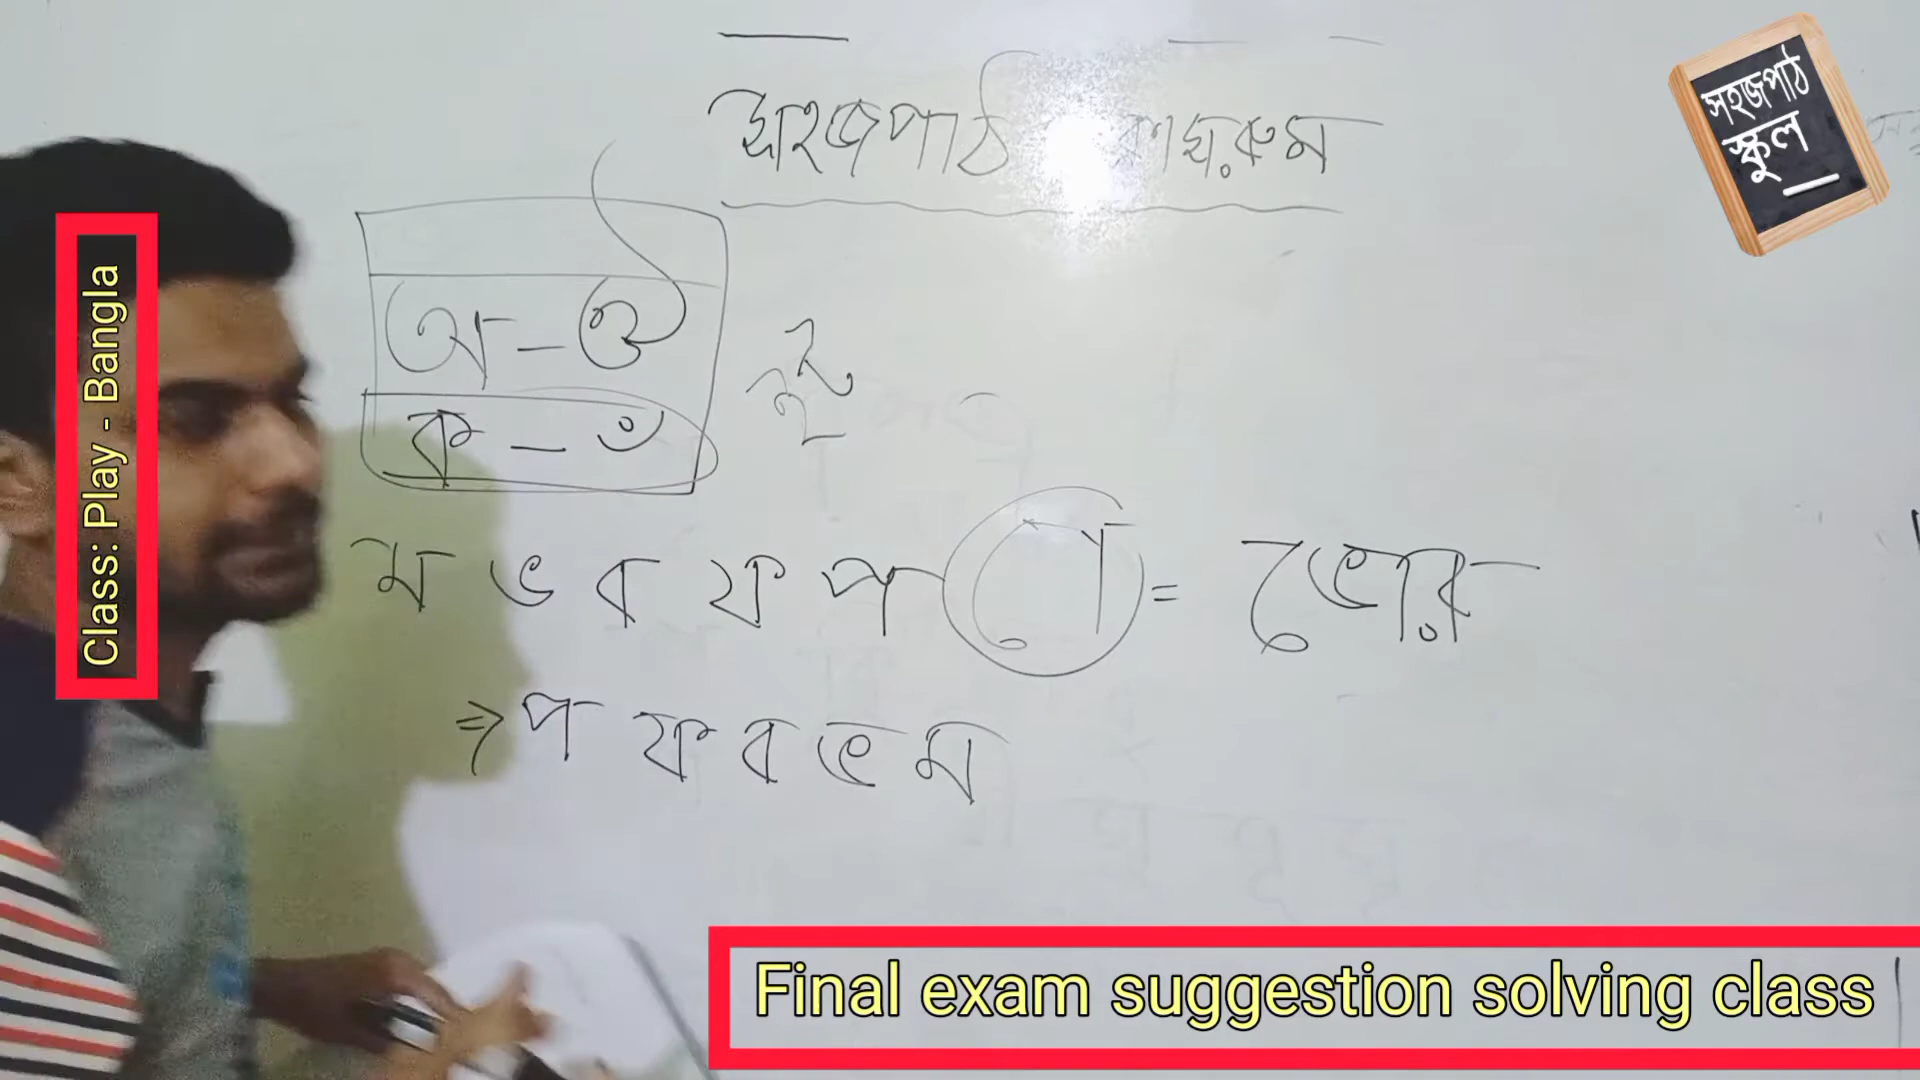 সহজপাঠ
সহজপাঠ
স্কুল
অ - ঔ
ক - ঁ
ম ভ ব ফ প ো = ভোর
⇒ প ফ ব ভ ম
Class: Play - Bangla
Final exam suggestion solving class